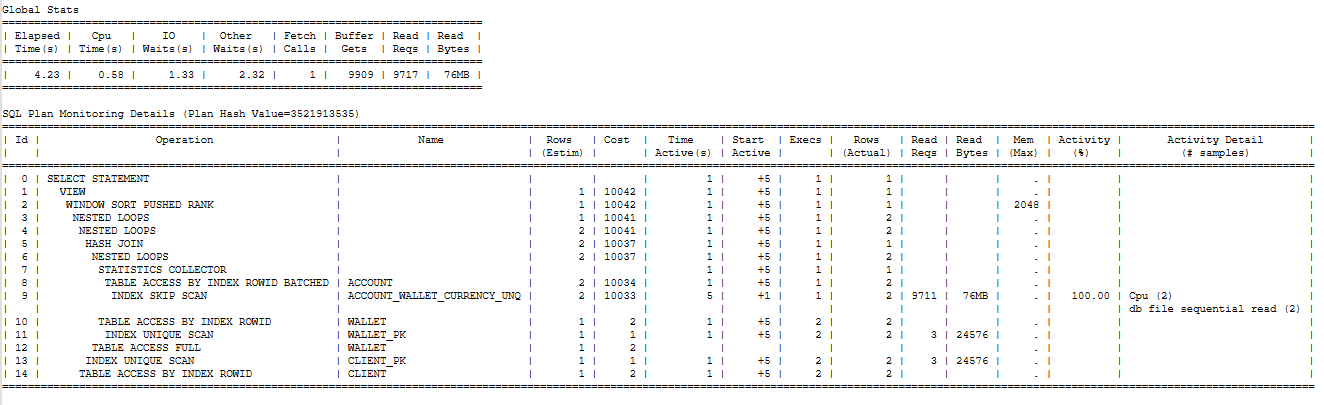 Global Stats
=========================================================================
| Elapsed |   Cpu   |    IO    |  Other   | Fetch | Buffer | Read | Read  |
| Time(s) | Time(s) | Waits(s) | Waits(s) | Calls |  Gets  | Reqs | Bytes |
=========================================================================
|    4.23 |    0.58 |     1.33 |     2.32 |     1 |   9909 | 9717 |  76MB |
=========================================================================
SQL Plan Monitoring Details (Plan Hash Value=3521913535)
=========================================================================
| Id | Operation | Name | Rows | Cost | Time | Start | Execs | Rows | Read | Read | Mem | Activity | Activity Detail |
| | | | (Estim) | | Active(s) | Active | | (Actual) | Reqs | Bytes | (Max) | (%) | (# samples) |
=========================================================================
| 0 | SELECT STATEMENT | | | | 1 | +5 | 1 | 1 | | | . | | |
| 1 | VIEW | | 1 | 10042 | 1 | +5 | 1 | 1 | | | . | | |
| 2 | WINDOW SORT PUSHED RANK | | 1 | 10042 | 1 | +5 | 1 | 1 | | | 2048 | | |
| 3 | NESTED LOOPS | | 1 | 10041 | 1 | +5 | 1 | 2 | | | . | | |
| 4 | NESTED LOOPS | | 2 | 10041 | 1 | +5 | 1 | 2 | | | . | | |
| 5 | HASH JOIN | | 2 | 10037 | 1 | +5 | 1 | 2 | | | . | | |
| 6 | NESTED LOOPS | | 2 | 10037 | 1 | +5 | 1 | 2 | | | . | | |
| 7 | STATISTICS COLLECTOR | | | | 1 | +5 | 1 | 2 | | | . | | |
| 8 | TABLE ACCESS BY INDEX ROWID BATCHED | ACCOUNT | 2 | 10034 | 1 | +5 | 1 | 2 | | | . | | |
| 9 | INDEX SKIP SCAN | ACCOUNT_WALLET_CURRENCY_UNQ | 2 | 10033 | 5 | +1 | 1 | 2 | 9711 | 76MB | . | 100.00 | Cpu (2) |
| | | | | | | | | | | | | | db file sequential read (2) |
| 10 | TABLE ACCESS BY INDEX ROWID | WALLET | 1 | 2 | 1 | +5 | 2 | 2 | | | . | | |
| 11 | INDEX UNIQUE SCAN | WALLET_PK | 1 | 1 | 1 | +5 | 2 | 2 | 3 | 24576 | . | | |
| 12 | TABLE ACCESS FULL | WALLET | 1 | 2 | | | | | | | . | | |
| 13 | INDEX UNIQUE SCAN | CLIENT_PK | 1 | 1 | 1 | +5 | 2 | 2 | 3 | 24576 | . | | |
| 14 | TABLE ACCESS BY INDEX ROWID | CLIENT | 1 | 2 | 1 | +5 | 2 | 2 | | | . | | |
=========================================================================